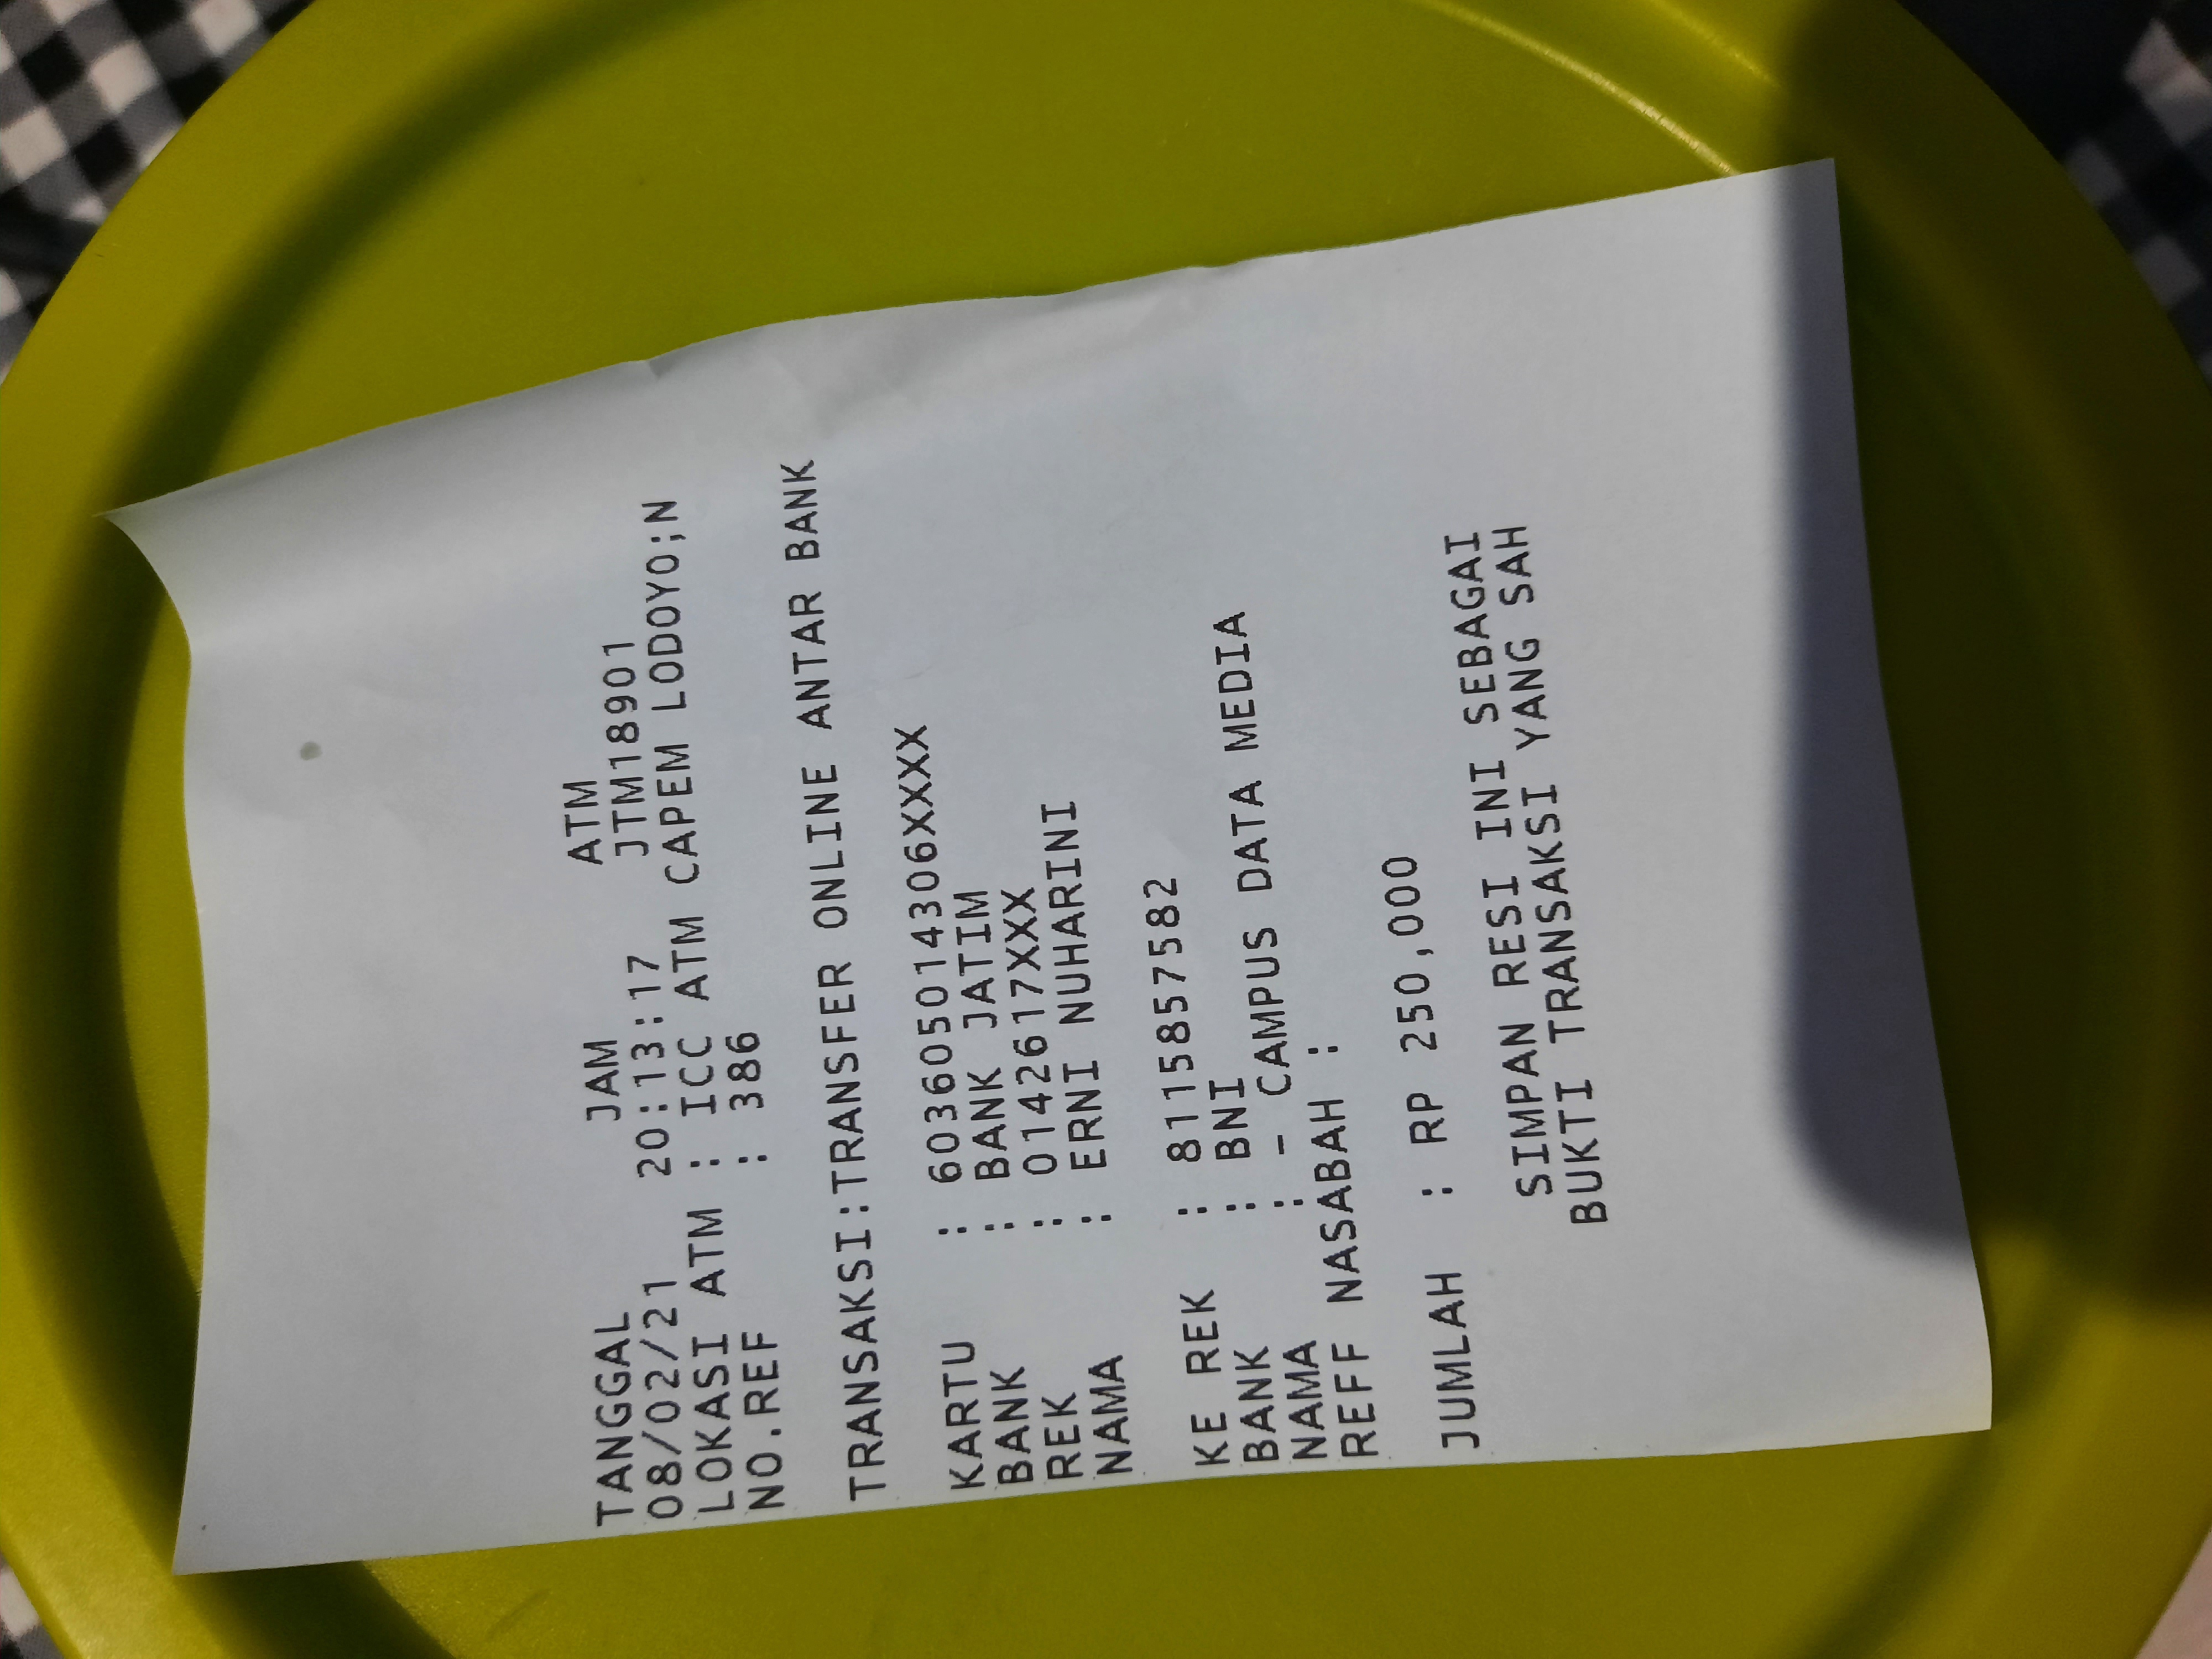 TANGGAL JAM ATM
08/02/21 20:13:17 JTM18901
LOKASI ATM : ICC ATM CAPEM LODOYO;N
NO.REF : 386
TRANSAKSI:TRANSFER ONLINE ANTAR BANK
KARTU : 603605014306XXXX
BANK : BANK JATIM
REK : 0142617XXX
NAMA : ERNI NUHARINI
KE REK : 8115857582
BANK : BNI
NAMA : - CAMPUS DATA MEDIA
REFF NASABAH :
JUMLAH : RP 250,000
SIMPAN RESI INI SEBAGAI
BUKTI TRANSAKSI YANG SAH